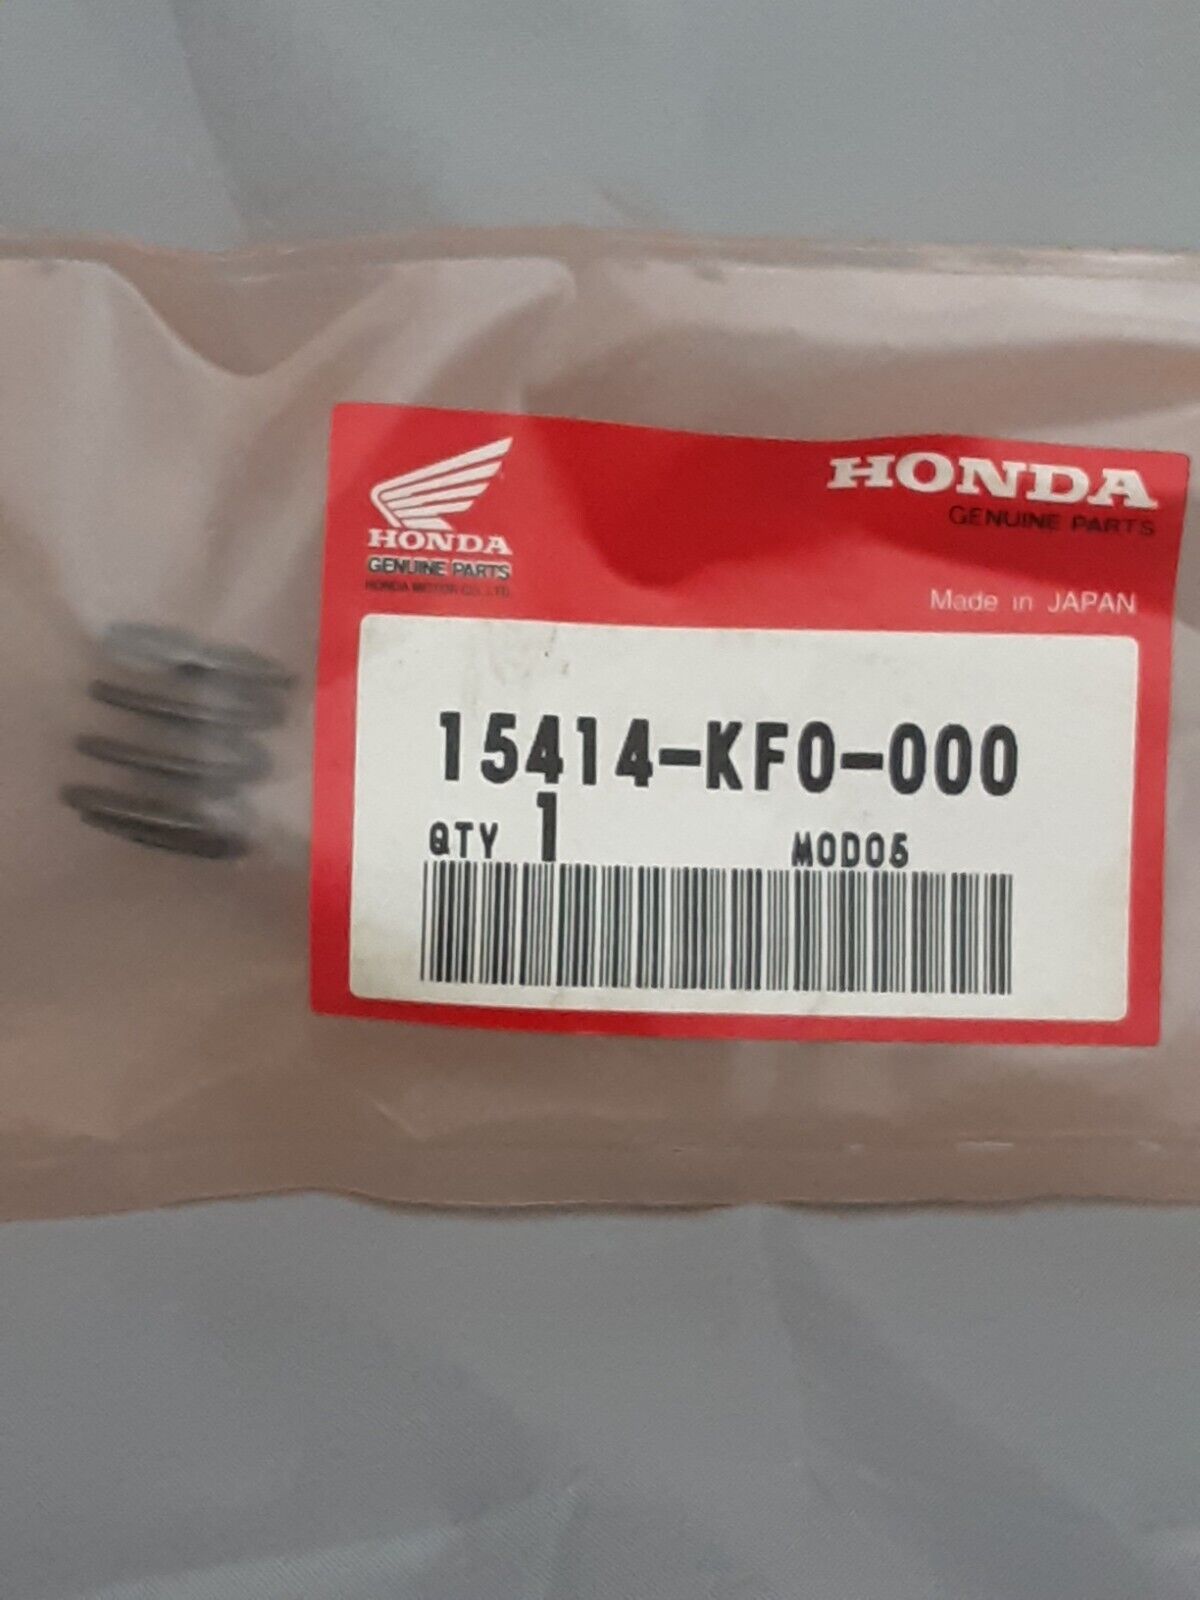 HONDA
GENUINE PARTS
HONDA MOTOR CO., LTD.
HONDA
GENUINE PARTS
Made in JAPAN
15414-KF0-000
QTY 1 MOD05